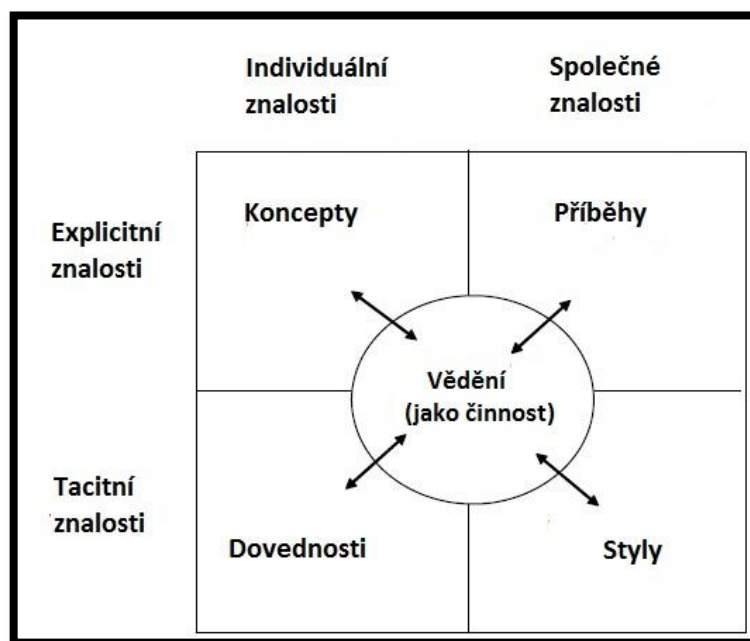 Individuální
znalosti
Společné
znalosti
Explicitní
znalosti
Koncepty
Příběhy
Vědění
(jako činnost)
Tacitní
znalosti
Dovednosti
Styly